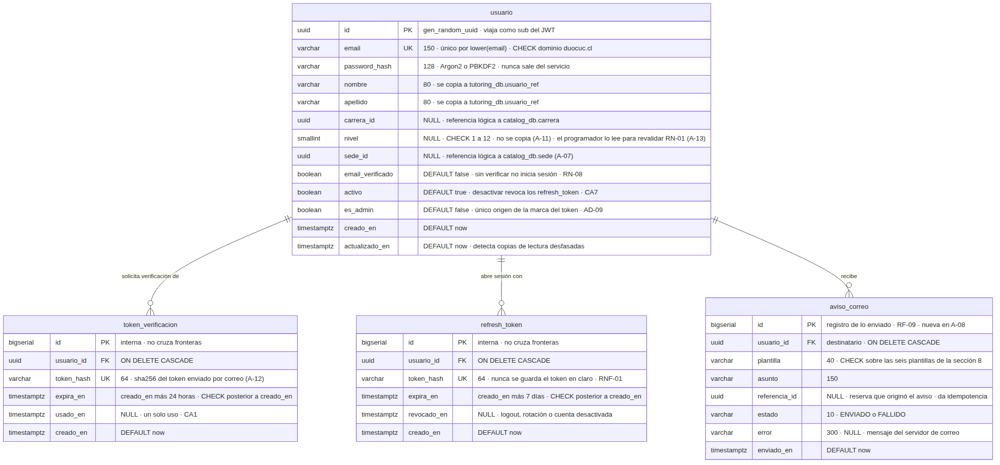 usuario
uuid id PK gen_random_uuid · viaja como sub del JWT
varchar email UK 150 · único por lower(email) · CHECK dominio duocuc.cl
varchar password_hash 128 · Argon2 o PBKDF2 · nunca sale del servicio
varchar nombre 80 · se copia a tutoring_db.usuario_ref
varchar apellido 80 · se copia a tutoring_db.usuario_ref
uuid carrera_id NULL · referencia lógica a catalog_db.carrera
smallint nivel NULL · CHECK 1 a 12 · no se copia (A-11) · el programador lo lee para revalidar RN-01 (A-13)
uuid sede_id NULL · referencia lógica a catalog_db.sede (A-07)
boolean email_verificado DEFAULT false · sin verificar no inicia sesión · RN-08
boolean activo DEFAULT true · desactivar revoca los refresh_token · CA7
boolean es_admin DEFAULT false · único origen de la marca del token · AD-09
timestamptz creado_en DEFAULT now
timestamptz actualizado_en DEFAULT now · detecta copias de lectura desfasadas
solicita verificación de
abre sesión con
recibe
token_verificacion
bigserial id PK interna · no cruza fronteras
uuid usuario_id FK ON DELETE CASCADE
varchar token_hash UK 64 · sha256 del token enviado por correo (A-12)
timestamptz expira_en creado_en más 24 horas · CHECK posterior a creado_en
timestamptz usado_en NULL · un solo uso · CA1
timestamptz creado_en DEFAULT now
refresh_token
bigserial id PK interna · no cruza fronteras
uuid usuario_id FK ON DELETE CASCADE
varchar token_hash UK 64 · nunca se guarda el token en claro · RNF-01
timestamptz expira_en creado_en más 7 días · CHECK posterior a creado_en
timestamptz revocado_en NULL · logout, rotación o cuenta desactivada
timestamptz creado_en DEFAULT now
aviso_correo
bigserial id PK registro de lo enviado · RF-09 · nueva en A-08
uuid usuario_id FK destinatario · ON DELETE CASCADE
varchar plantilla 40 · CHECK sobre las seis plantillas de la sección 8
varchar asunto 150
uuid referencia_id NULL · reserva que originó el aviso · da idempotencia
varchar estado 10 · ENVIADO o FALLIDO
varchar error 300 · NULL · mensaje del servidor de correo
timestamptz enviado_en DEFAULT now